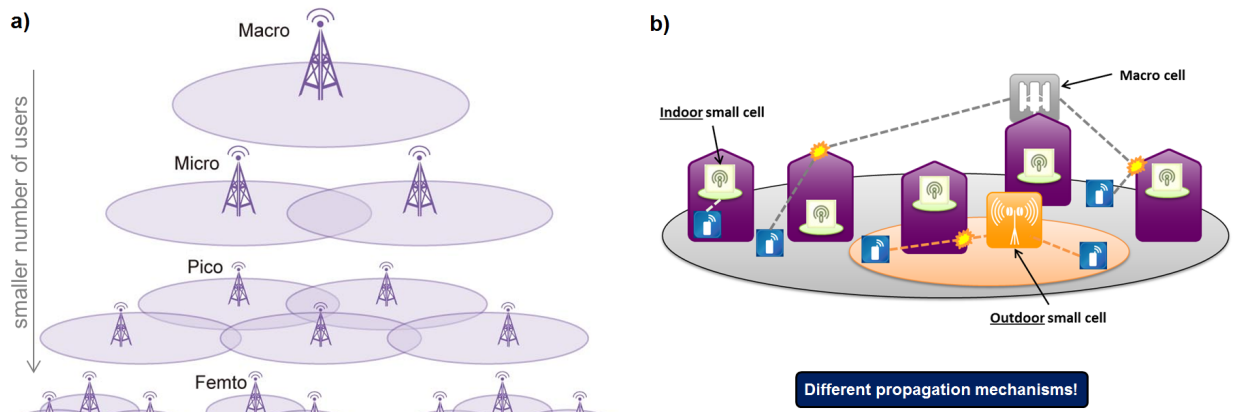 a)
Macro
smaller number of users
Micro
Pico
Femto
b)
Macro cell
Indoor small cell
Outdoor small cell
Different propagation mechanisms!